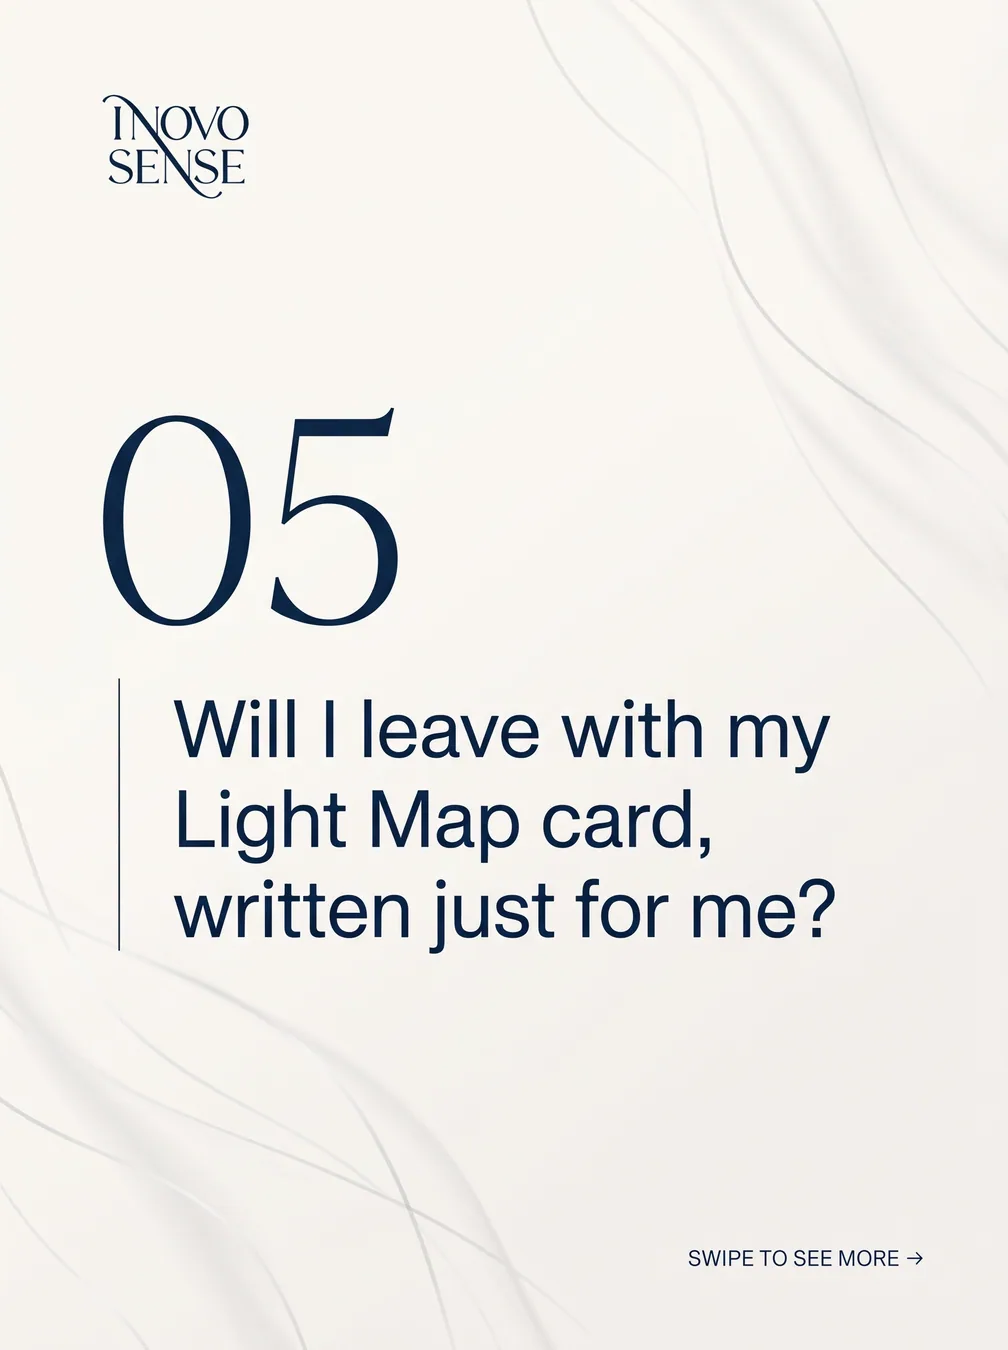 INOVO
SENSE
05
Will I leave with my
Light Map card,
written just for me?
SWIPE TO SEE MORE →